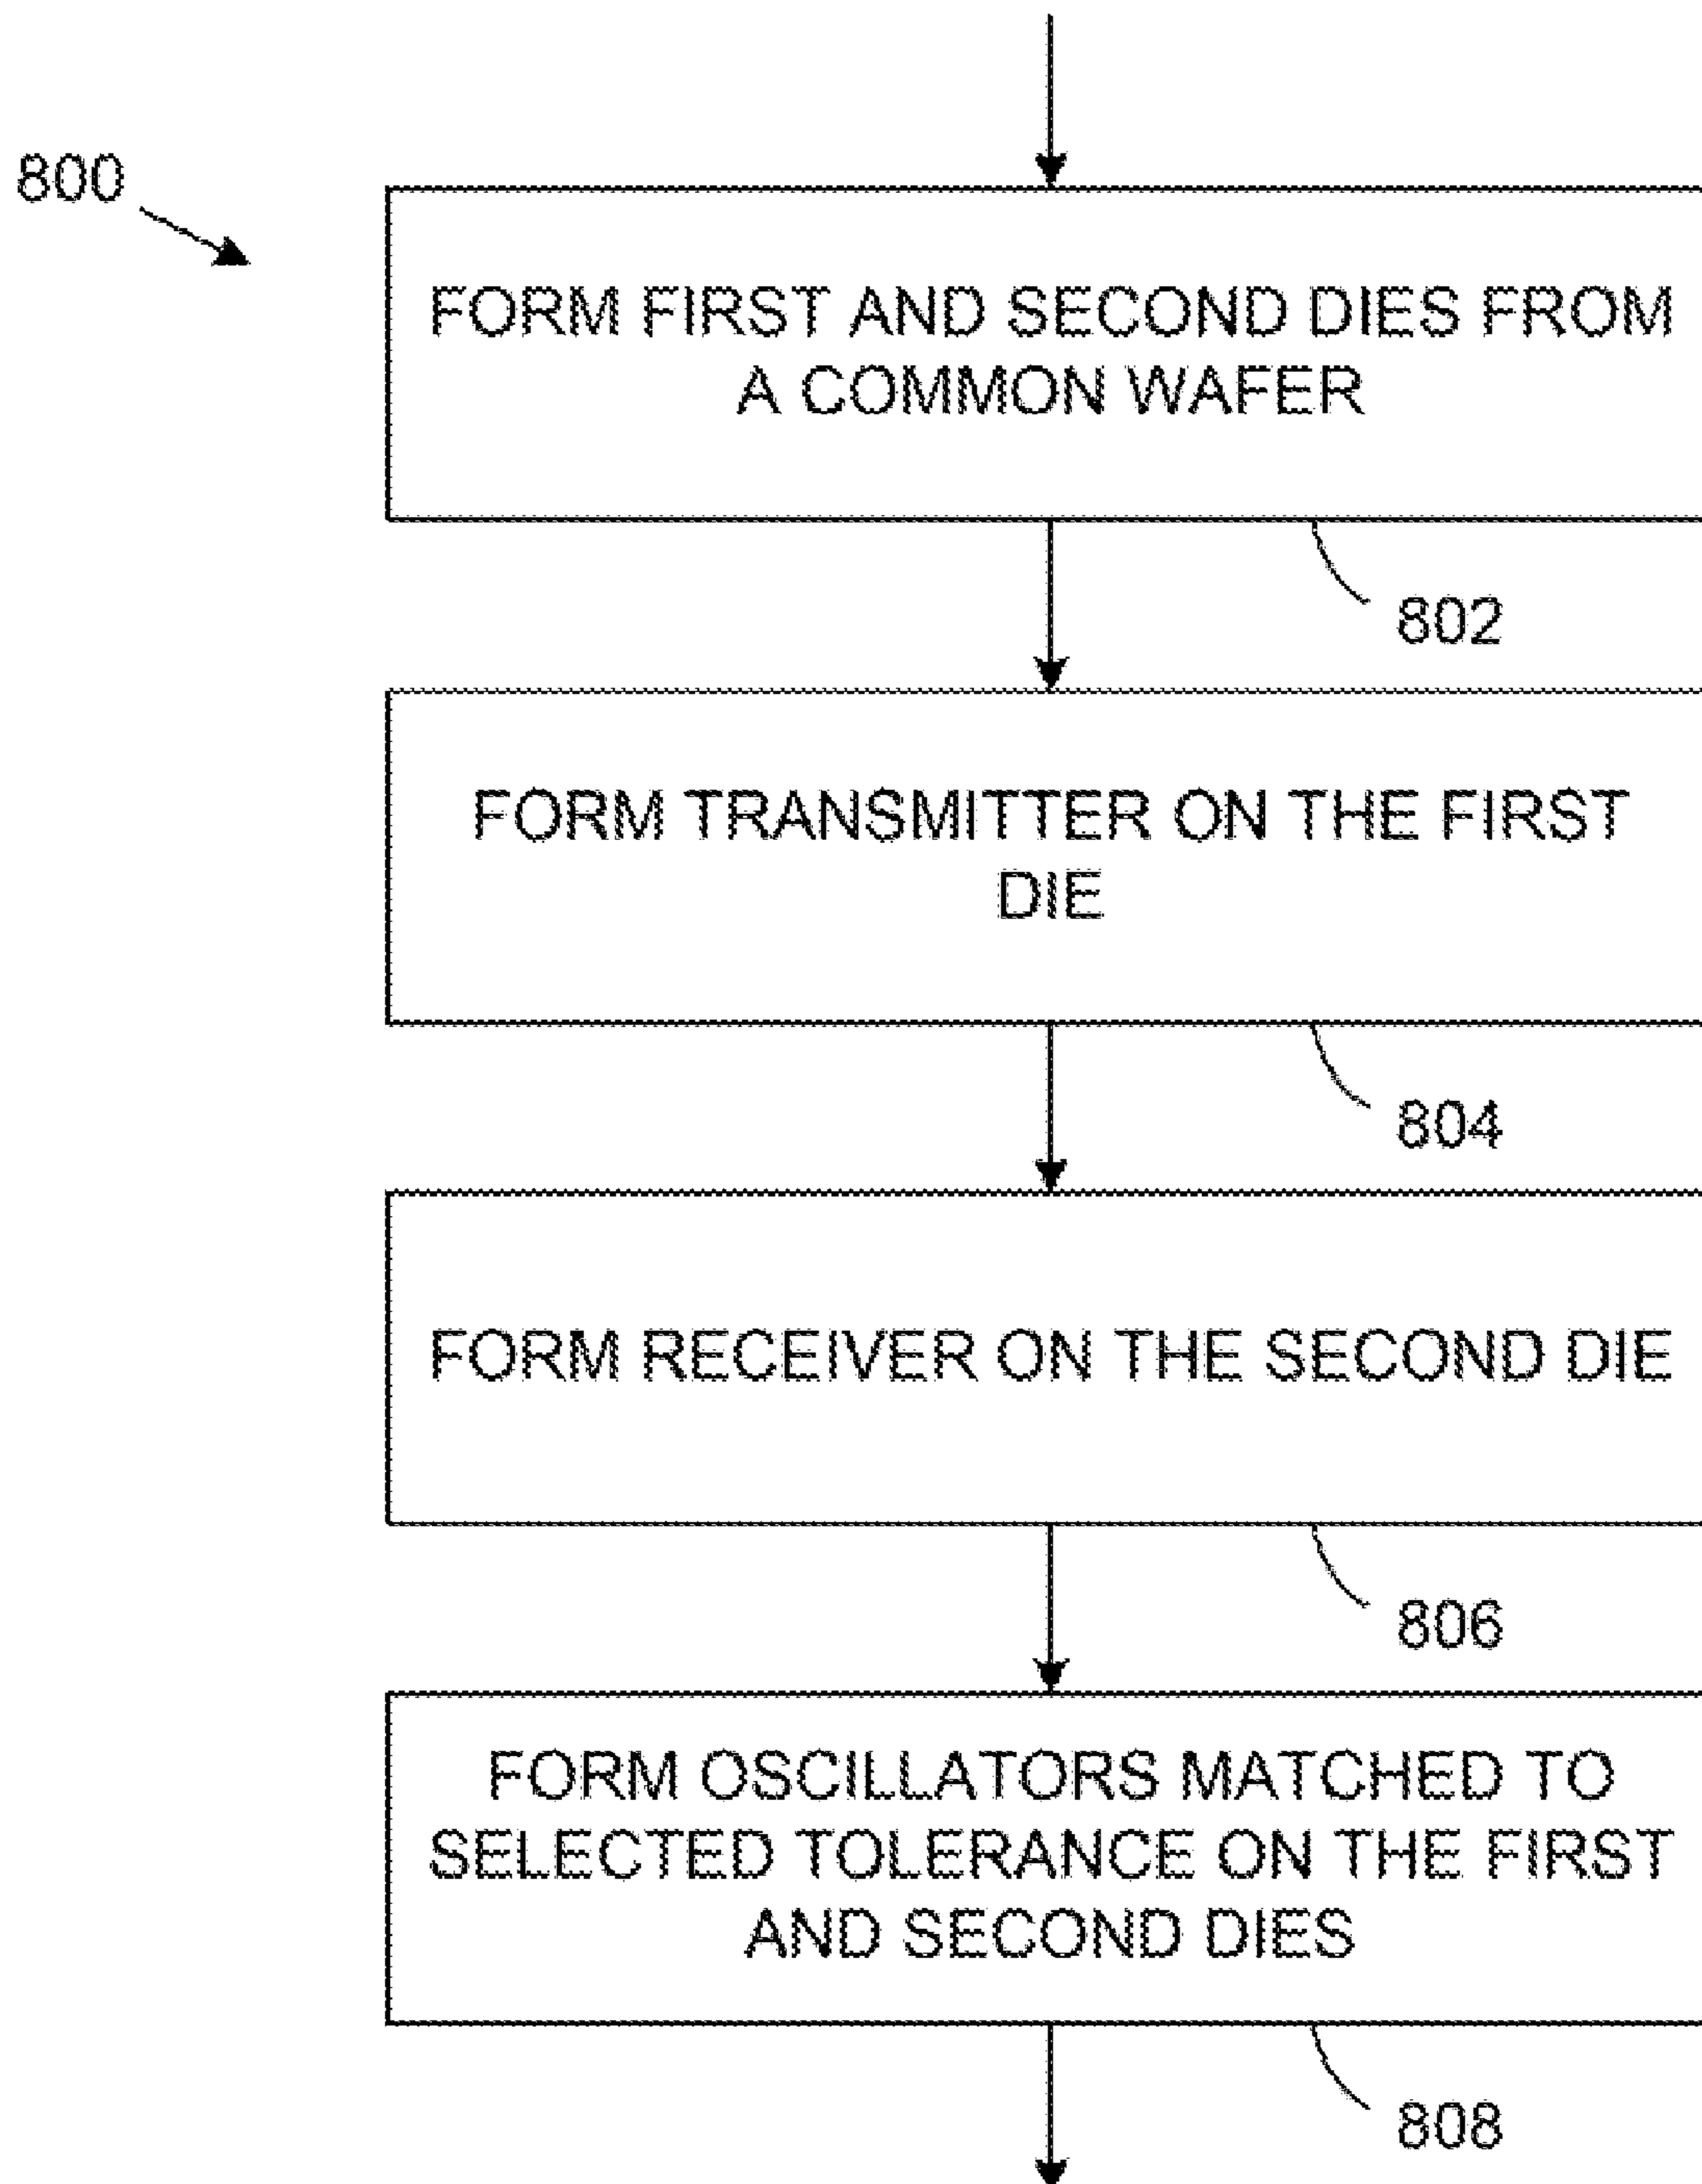 800
FORM FIRST AND SECOND DIES FROM
A COMMON WAFER
802
FORM TRANSMITTER ON THE FIRST
DIE
804
FORM RECEIVER ON THE SECOND DIE
806
FORM OSCILLATORS MATCHED TO
SELECTED TOLERANCE ON THE FIRST
AND SECOND DIES
808